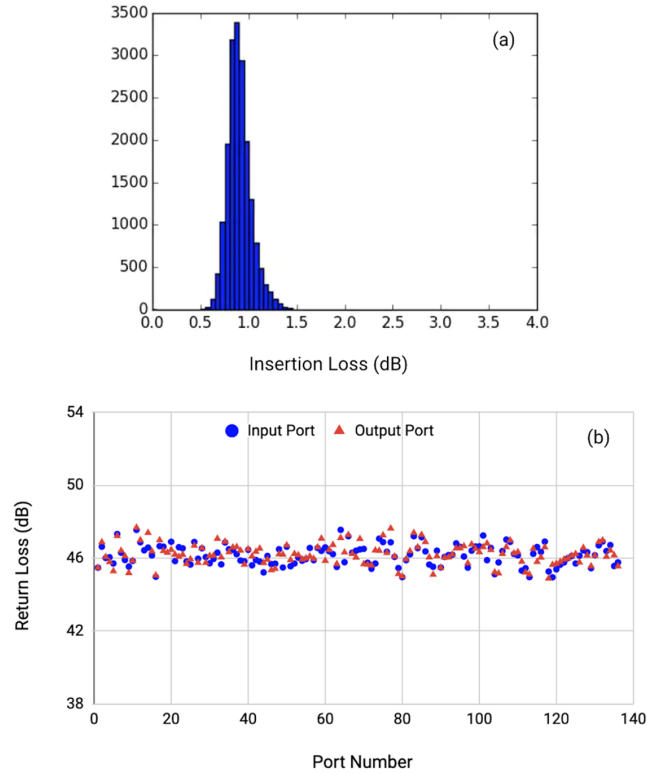 3500
(a)
3000
2500
2000
1500
1000
500
0
0.0 0.5 1.0 1.5 2.0 2.5 3.0 3.5 4.0
Insertion Loss (dB)
54
Input Port Output Port (b)
50
Return Loss (dB)
46
42
38
0 20 40 60 80 100 120 140
Port Number